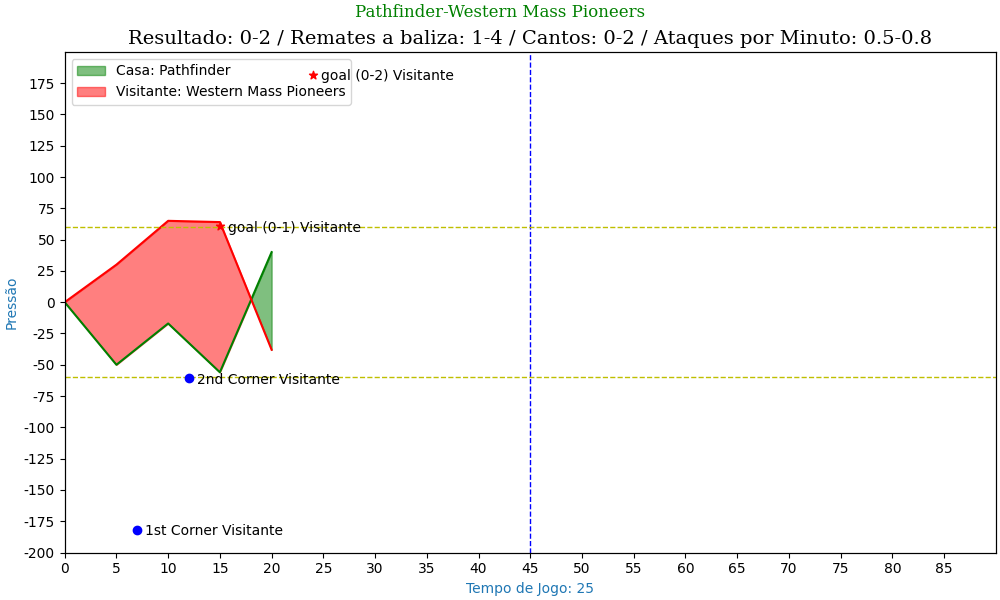 Pathfinder-Western Mass Pioneers
Resultado: 0-2 / Remates a baliza: 1-4 / Cantos: 0-2 / Ataques por Minuto: 0.5-0.8
Casa: Pathfinder
Visitante: Western Mass Pioneers
goal (0-2) Visitante
goal (0-1) Visitante
2nd Corner Visitante
1st Corner Visitante
Pressão
175
150
125
100
75
50
25
0
-25
-50
-75
-100
-125
-150
-175
-200
0 5 10 15 20 25 30 35 40 45 50 55 60 65 70 75 80 85
Tempo de Jogo: 25